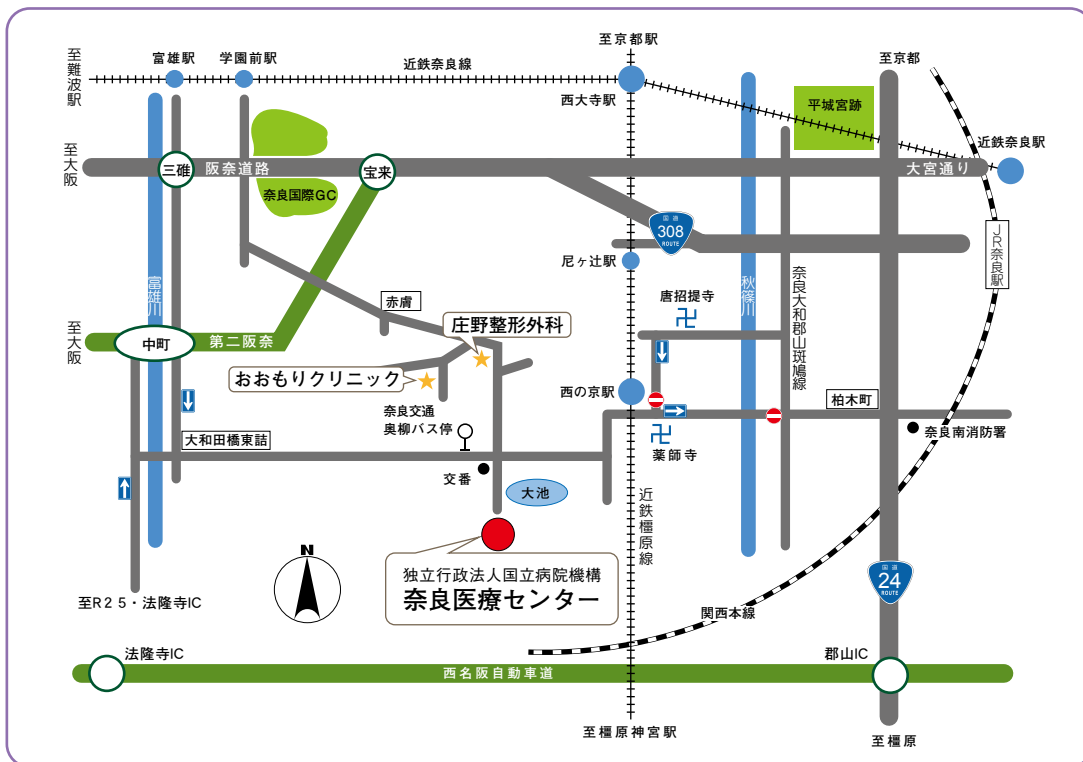 至難波駅
富雄駅
学園前駅
近鉄奈良線
至京都駅
西大寺駅
至京都
平城宮跡
近鉄奈良駅
至大阪
三碓
阪奈道路
宝来
大宮通り
奈良国際GC
国道
308
ROUTE
JR奈良駅
尼ヶ辻駅
富雄川
秋篠川
奈良大和郡山斑鳩線
赤膚
唐招提寺
庄野整形外科
至大阪
中町
第二阪奈
おおもりクリニック
西の京駅
柏木町
奈良交通
奥柳バス停
奈良南消防署
大和田橋東詰
薬師寺
交番
大池
近鉄橿原線
N
独立行政法人国立病院機構
奈良医療センター
国道
24
ROUTE
至R25・法隆寺IC
関西本線
法隆寺IC
西名阪自動車道
郡山IC
至橿原神宮駅
至橿原